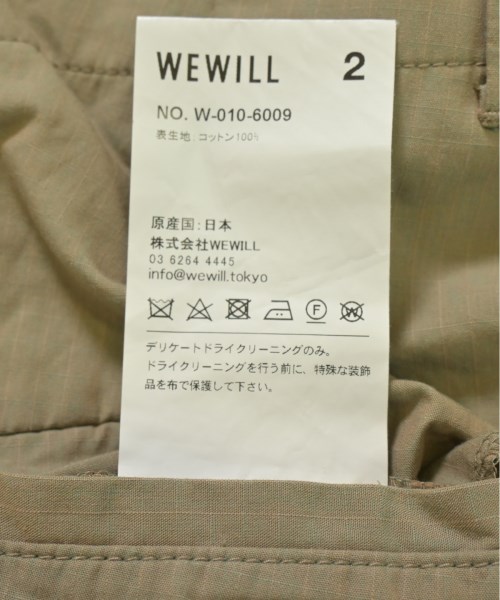 WEWILL 2
NO. W-010-6009
表生地：コットン100%
原産国：日本
株式会社WEWILL
03 6264 4445
info@wewill.tokyo
F W
デリケートドライクリーニングのみ。
ドライクリーニングを行う前に、特殊な装飾
品を布で保護して下さい。